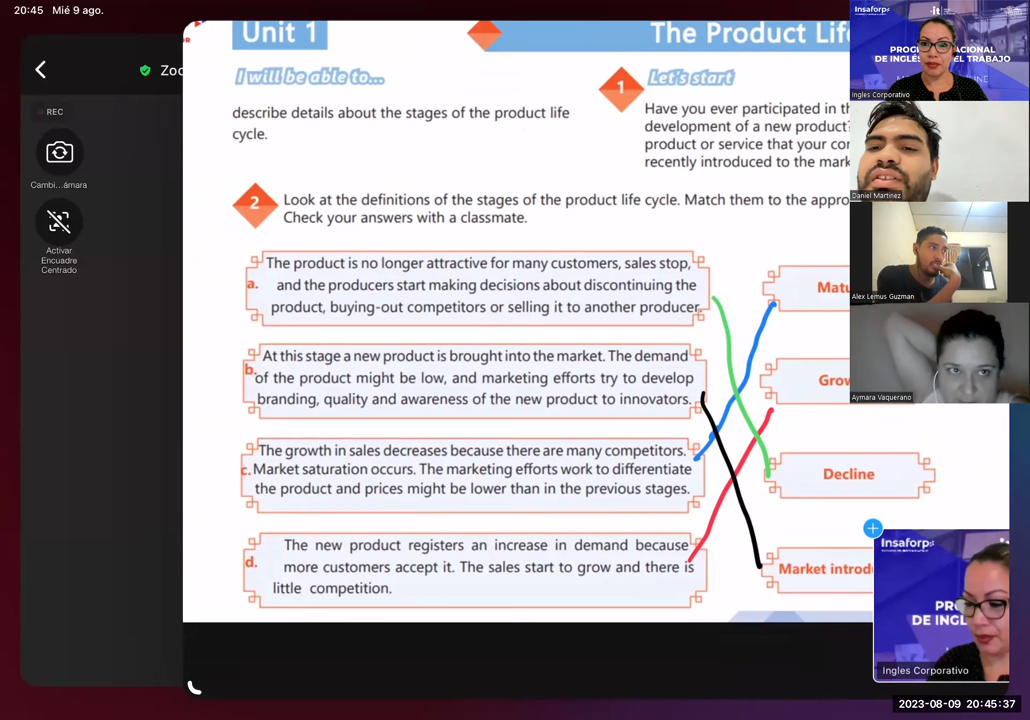 20:45 Mié 9 ago.
REC
Cambi...ámara
Activar
Encuadre
Centrado
Unit 1
The Product Life
I will be able to...
describe details about the stages of the product life
cycle.
1
Let's start
Have you ever participated in th
development of a new product?
product or service that your co
recently introduced to the mark
2
Look at the definitions of the stages of the product life cycle. Match them to the appro
Check your answers with a classmate.
a.
The product is no longer attractive for many customers, sales stop,
and the producers start making decisions about discontinuing the
product, buying-out competitors or selling it to another producer.
b.
At this stage a new product is brought into the market. The demand
of the product might be low, and marketing efforts try to develop
branding, quality and awareness of the new product to innovators.
c.
The growth in sales decreases because there are many competitors.
Market saturation occurs. The marketing efforts work to differentiate
the product and prices might be lower than in the previous stages.
d.
The new product registers an increase in demand because
more customers accept it. The sales start to grow and there is
little competition.
Matu
Grow
Decline
Market introd
Insaforp
it
DE INGLÉS
EL TRABAJO
Ingles Corporativo
Daniel Martinez
Alex Lemus Guzman
Aymara Vaquerano
Insaforp
DE INGL
Ingles Corporativo
2023-08-09 20:45:37